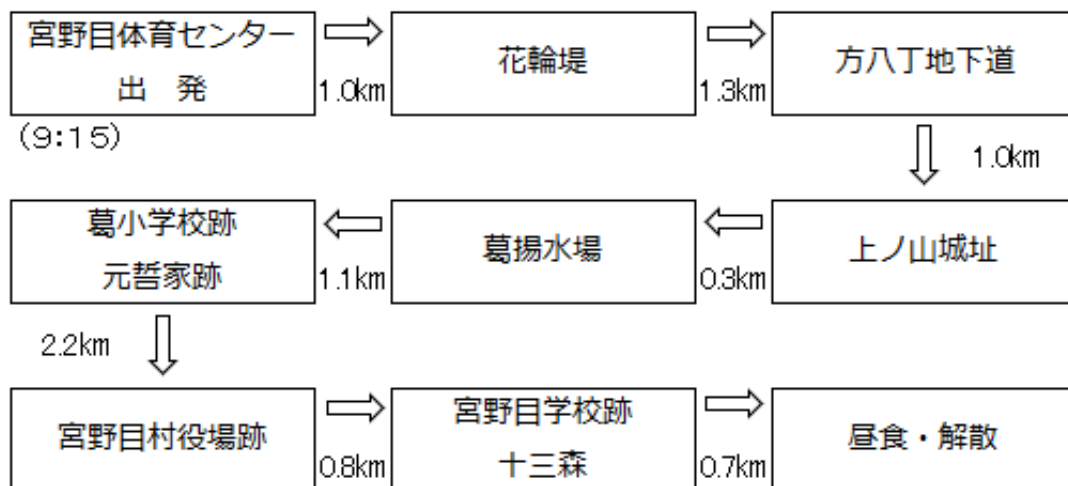 宮野目体育センター
出　発
(9:15)
1.0km
花輪堤
1.3km
方八丁地下道
1.0km
上ノ山城址
0.3km
葛揚水場
1.1km
葛小学校跡
元哲家跡
2.2km
宮野目村役場跡
0.8km
宮野目学校跡
十三森
0.7km
昼食・解散